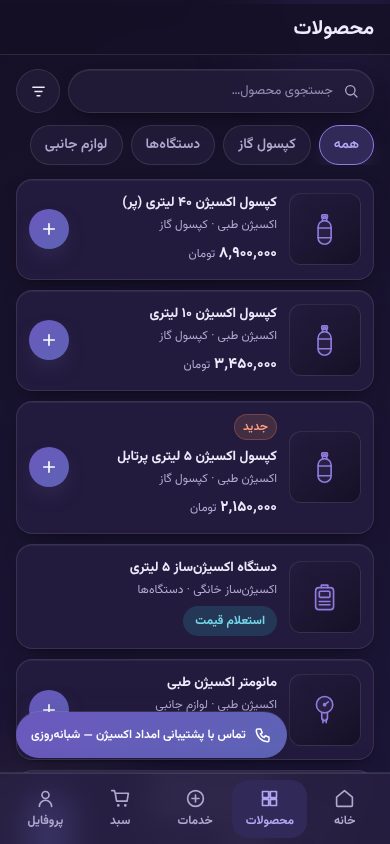 محصولات
جستجوی محصول...
همه
کپسول گاز
دستگاه‌ها
لوازم جانبی
کپسول اکسیژن ۴۰ لیتری (پر)
اکسیژن طبی · کپسول گاز
۸,۹۰۰,۰۰۰ تومان
کپسول اکسیژن ۱۰ لیتری
اکسیژن طبی · کپسول گاز
۳,۴۵۰,۰۰۰ تومان
جدید
کپسول اکسیژن ۵ لیتری پرتابل
اکسیژن طبی · کپسول گاز
۲,۱۵۰,۰۰۰ تومان
دستگاه اکسیژن‌ساز ۵ لیتری
اکسیژن‌ساز خانگی · دستگاه‌ها
استعلام قیمت
مانومتر اکسیژن طبی
اکسیژن طبی · لوازم جانبی
تماس با پشتیبانی امداد اکسیژن — شبانه‌روزی
خانه
محصولات
خدمات
سبد
پروفایل